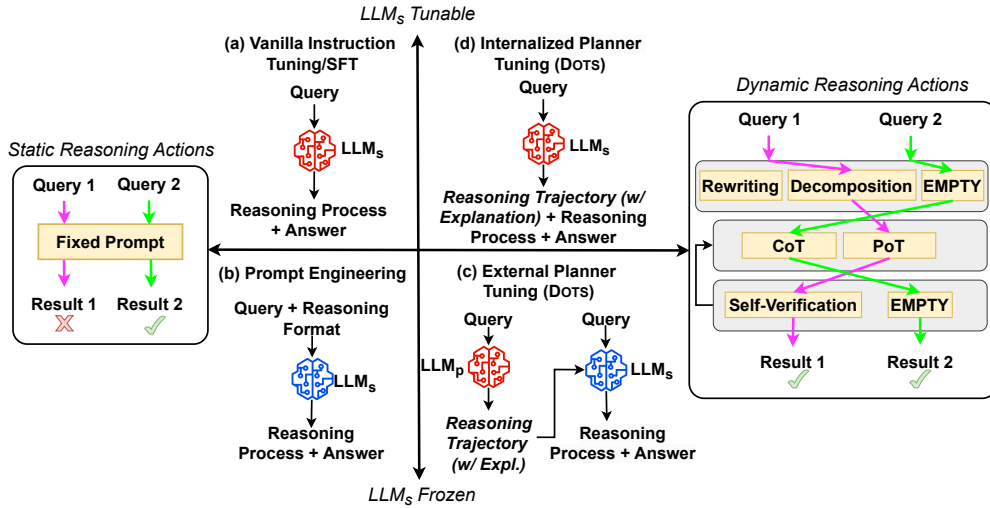 LLMs Tunable
(a) Vanilla Instruction
Tuning/SFT
Query
LLMs
Reasoning Process
+ Answer
(d) Internalized Planner
Tuning (DOTS)
Query
LLMs
Reasoning Trajectory (w/
Explanation) + Reasoning
Process + Answer
Static Reasoning Actions
Query 1
Query 2
Fixed Prompt
Result 1
Result 2
Dynamic Reasoning Actions
Query 1
Query 2
Rewriting
Decomposition
EMPTY
CoT
PoT
Self-Verification
EMPTY
Result 1
Result 2
(b) Prompt Engineering
Query + Reasoning
Format
LLMs
Reasoning
Process + Answer
(c) External Planner
Tuning (DOTS)
Query
LLMp
Reasoning
Trajectory
(w/ Expl.)
Query
LLMs
Reasoning
Process + Answer
LLMs Frozen